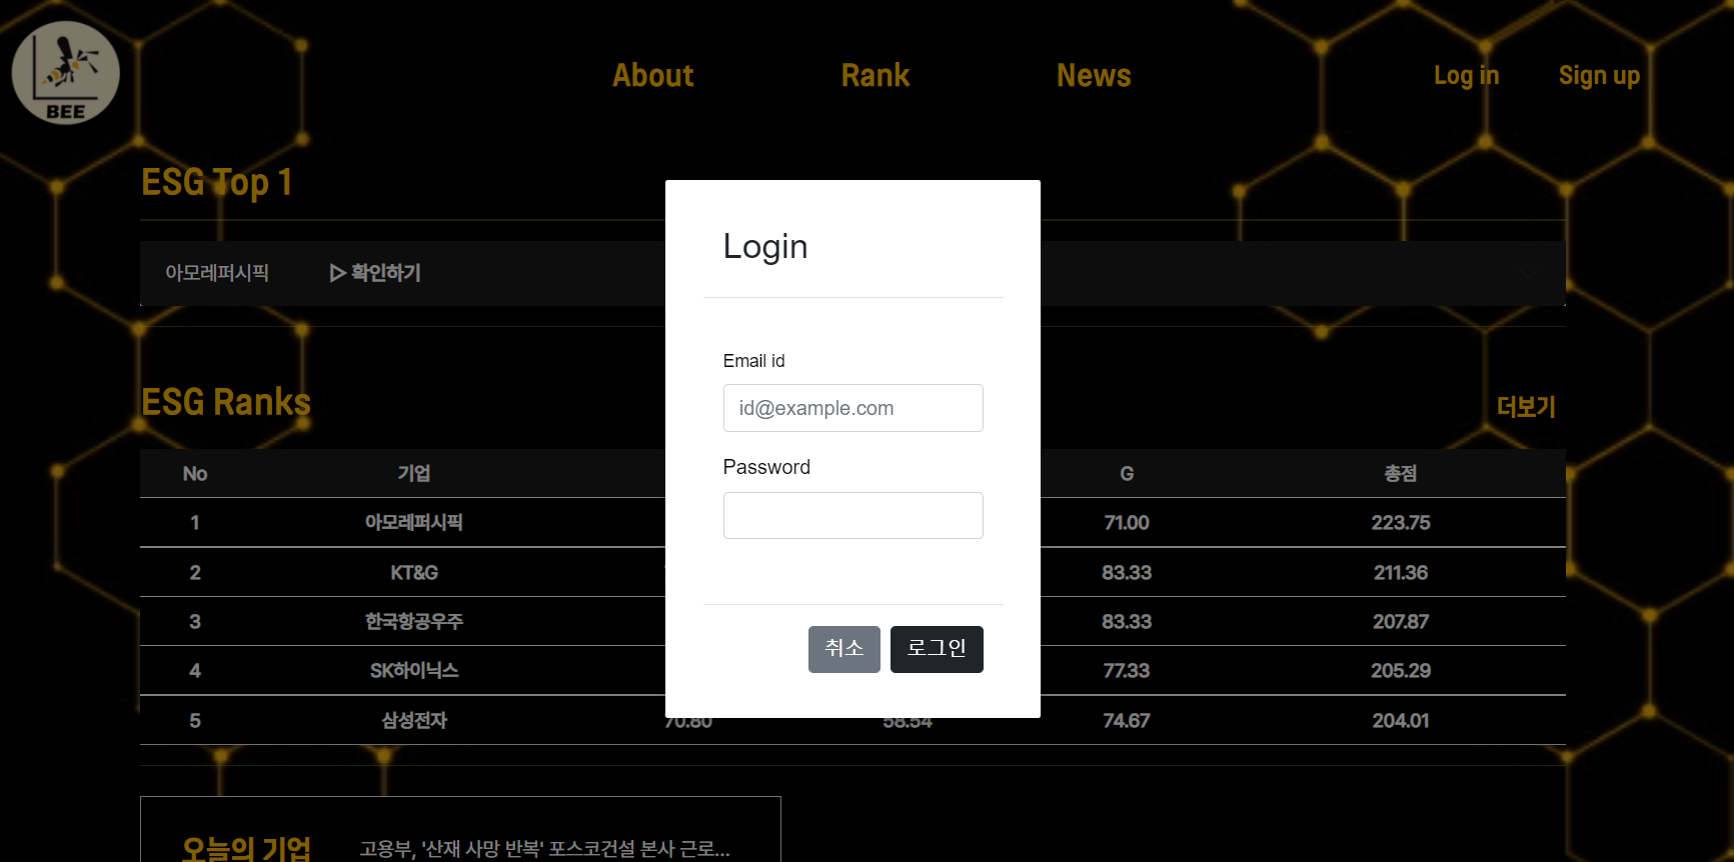 BEE
About Rank News Log in Sign up
ESG Top 1
아모레퍼시픽 ▷ 확인하기
ESG Ranks 더보기
No 기업 G 총점
1 아모레퍼시픽 71.00 223.75
2 KT&G 83.33 211.36
3 한국항공우주 83.33 207.87
4 SK하이닉스 77.33 205.29
5 삼성전자 70.80 58.54 74.67 204.01
오늘의 기업 고용부, '산재 사망 반복' 포스코건설 본사 근로...
Login
Email id
id@example.com
Password
취소 로그인